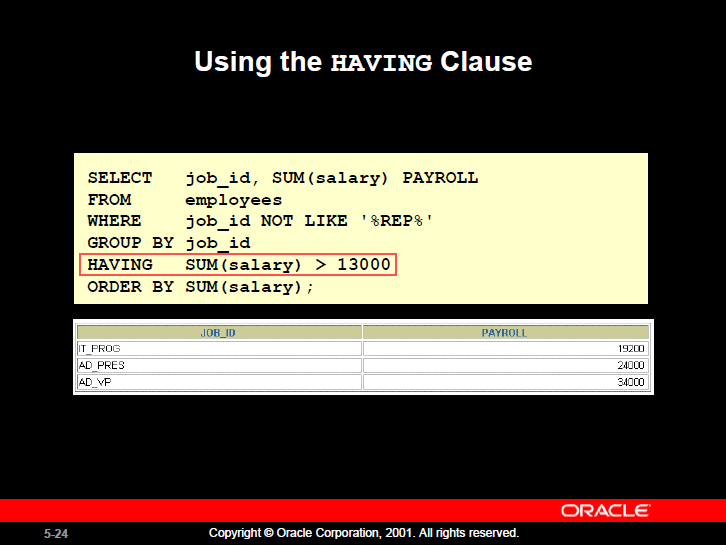 Using the HAVING Clause
SELECT job_id, SUM(salary) PAYROLL
FROM employees
WHERE job_id NOT LIKE '%REP%'
GROUP BY job_id
HAVING SUM(salary) > 13000
ORDER BY SUM(salary);
JOB_ID PAYROLL
IT_PROG 19200
AD_PRES 24000
AD_VP 34000
ORACLE®
5-24 Copyright © Oracle Corporation, 2001. All rights reserved.